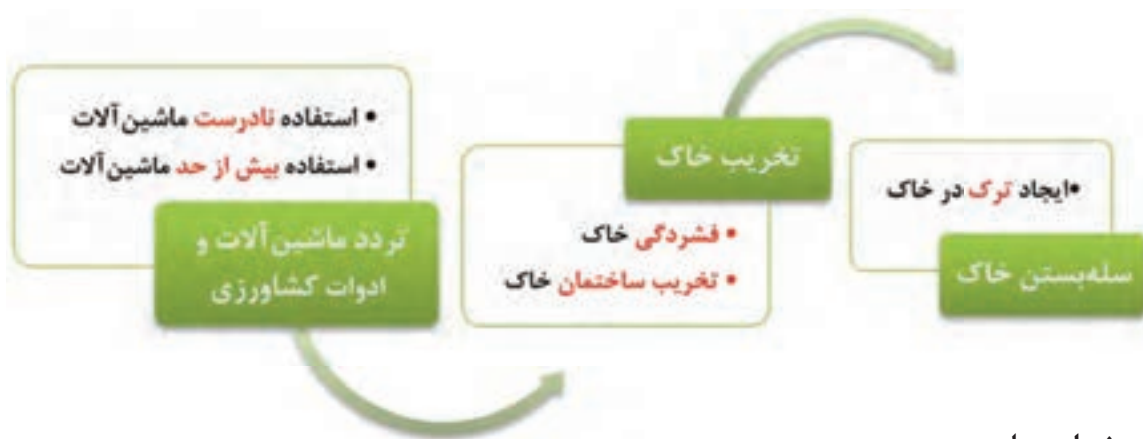 • استفاده نادرست ماشین‌آلات
• استفاده بیش از حد ماشین‌آلات
تردد ماشین‌آلات و
ادوات کشاورزی
تخریب خاک
• فشردگی خاک
• تخریب ساختمان خاک
•ایجاد ترک در خاک
سله‌بستن خاک